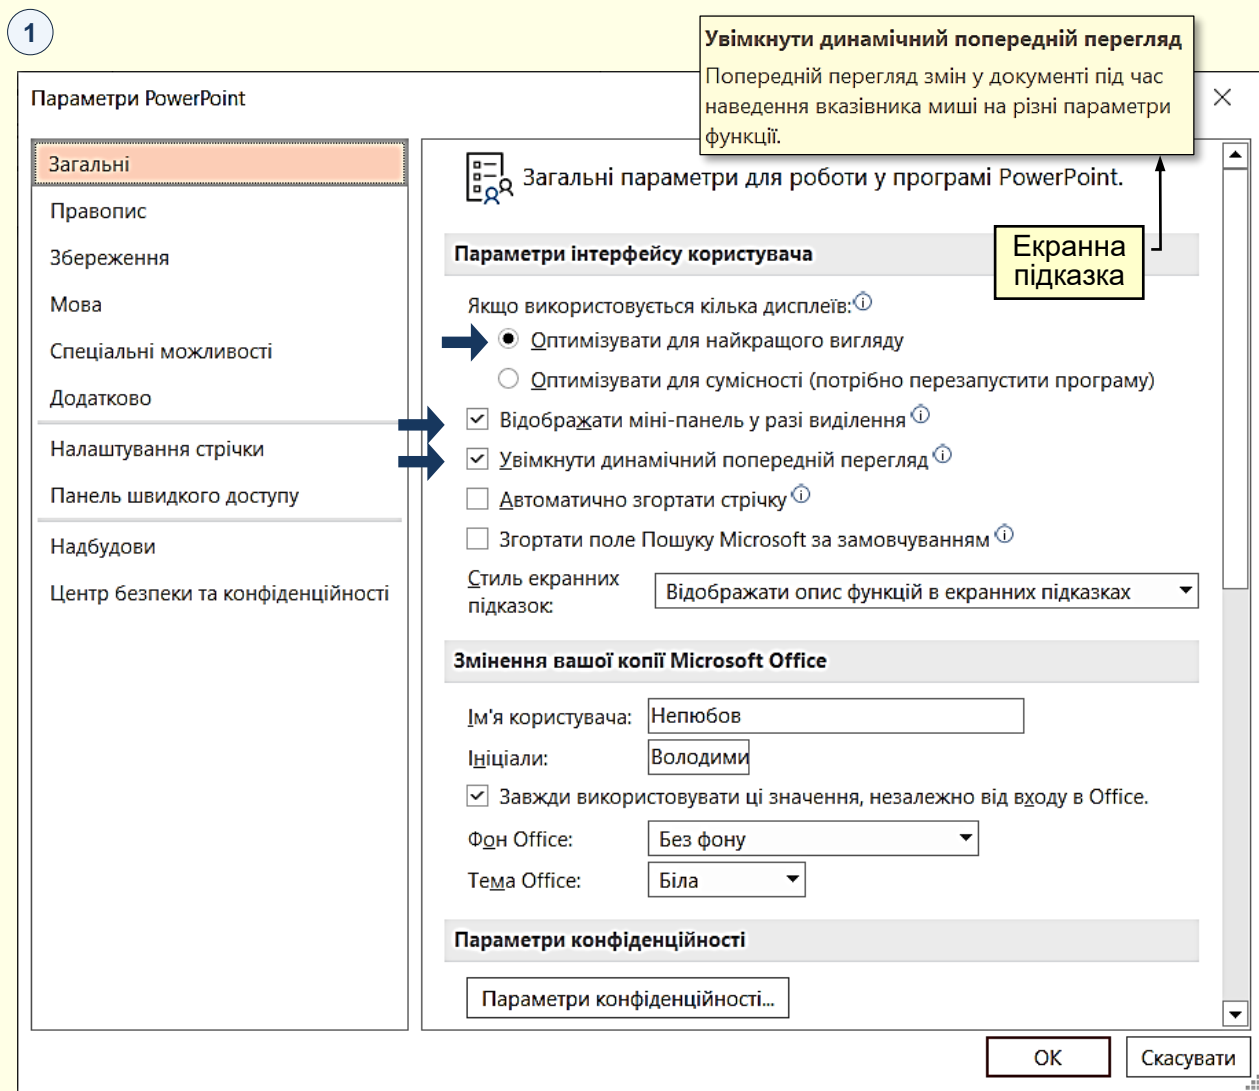 1
Увімкнути динамічний попередній перегляд
Попередній перегляд змін у документі під час
наведення вказівника миші на різні параметри
функції.
Параметри PowerPoint
Загальні
Правопис
Збереження
Мова
Спеціальні можливості
Додатково
Налаштування стрічки
Панель швидкого доступу
Надбудови
Центр безпеки та конфіденційності
Загальні параметри для роботи у програмі PowerPoint.
Екранна
підказка
Параметри інтерфейсу користувача
Якщо використовується кілька дисплеїв:
Оптимізувати для найкращого вигляду
Оптимізувати для сумісності (потрібно перезапустити програму)
Відображати міні-панель у разі виділення
Увімкнути динамічний попередній перегляд
Автоматично згортати стрічку
Згортати поле Пошуку Microsoft за замовчуванням
Стиль екранних
підказок:
Відображати опис функцій в екранних підказках
Змінення вашої копії Microsoft Office
Ім'я користувача: Непюбов
Ініціали: Володими
Завжди використовувати ці значення, незалежно від входу в Office.
Фон Office: Без фону
Тема Office: Біла
Параметри конфіденційності
Параметри конфіденційності...
ОК Скасувати